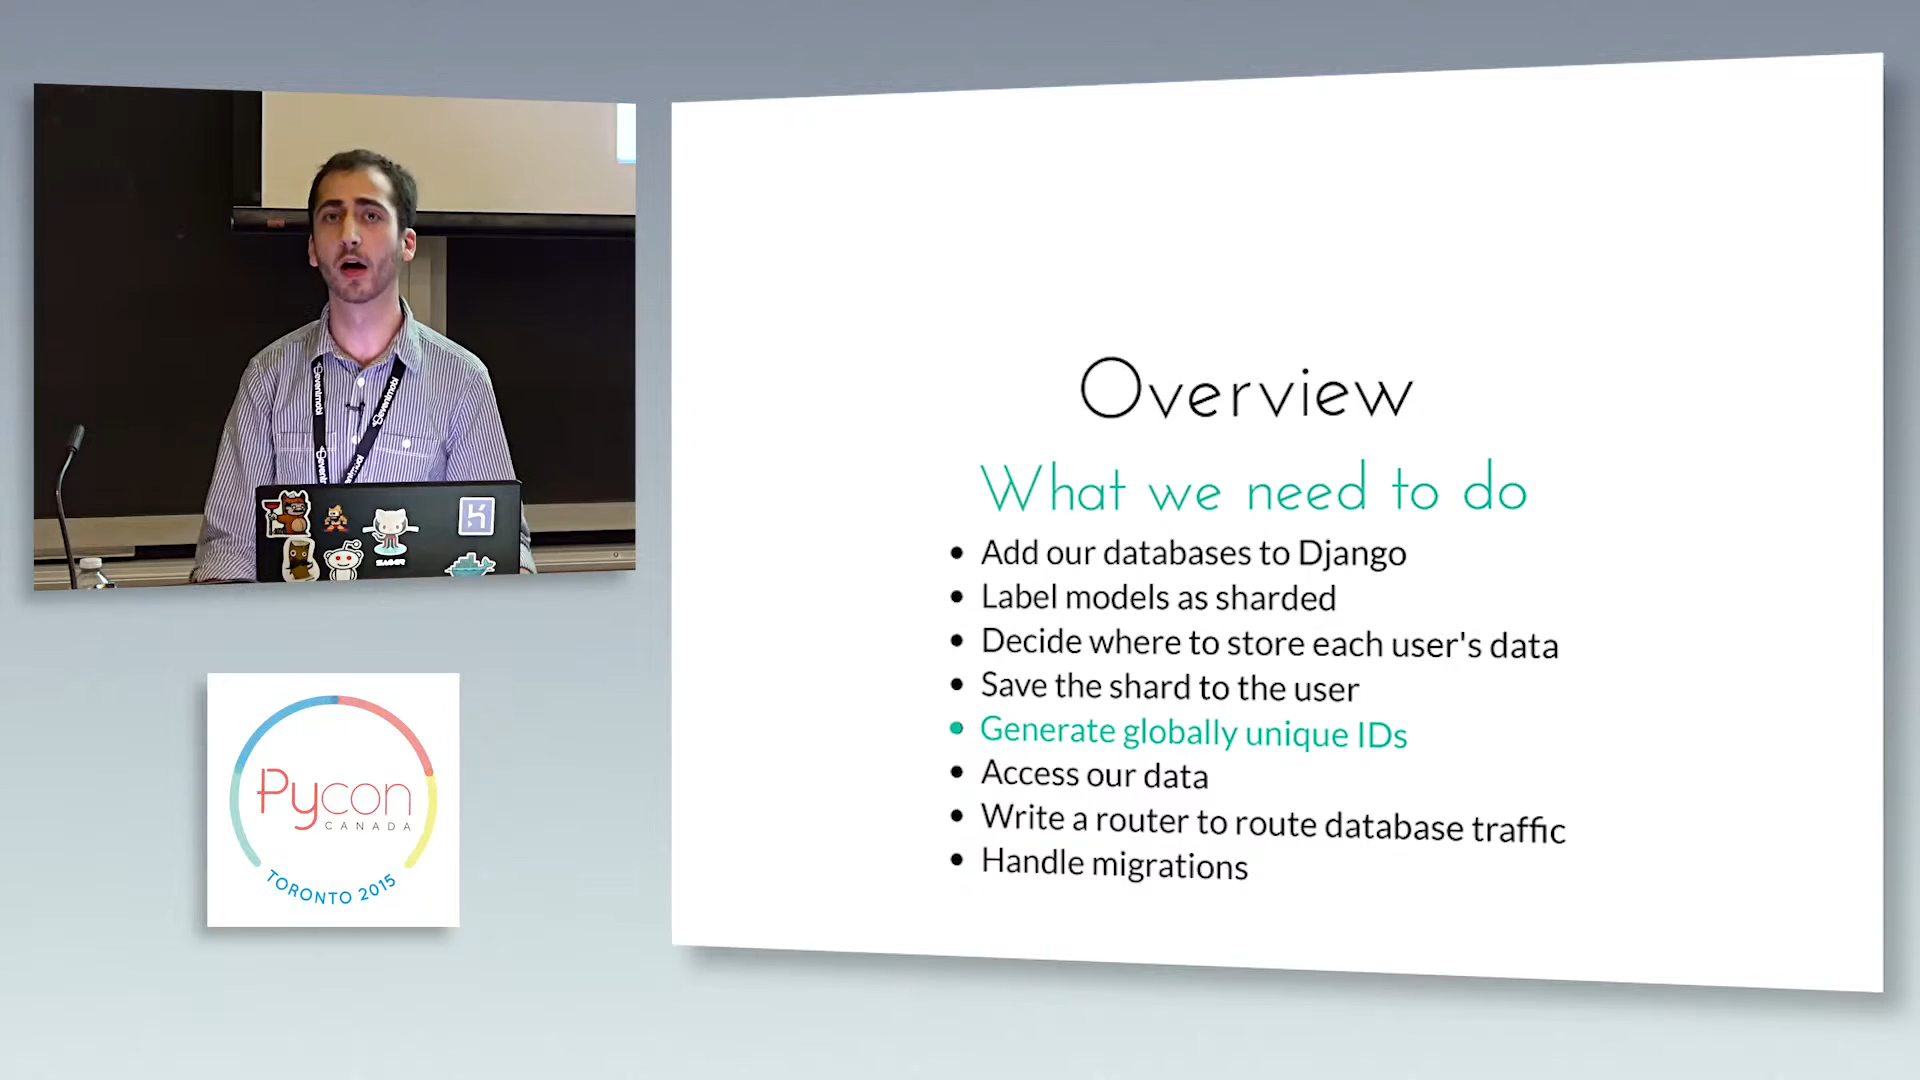 Overview
What we need to do
• Add our databases to Django
• Label models as sharded
• Decide where to store each user's data
• Save the shard to the user
• Generate globally unique IDs
• Access our data
• Write a router to route database traffic
• Handle migrations
Pycon
CANADA
TORONTO 2015